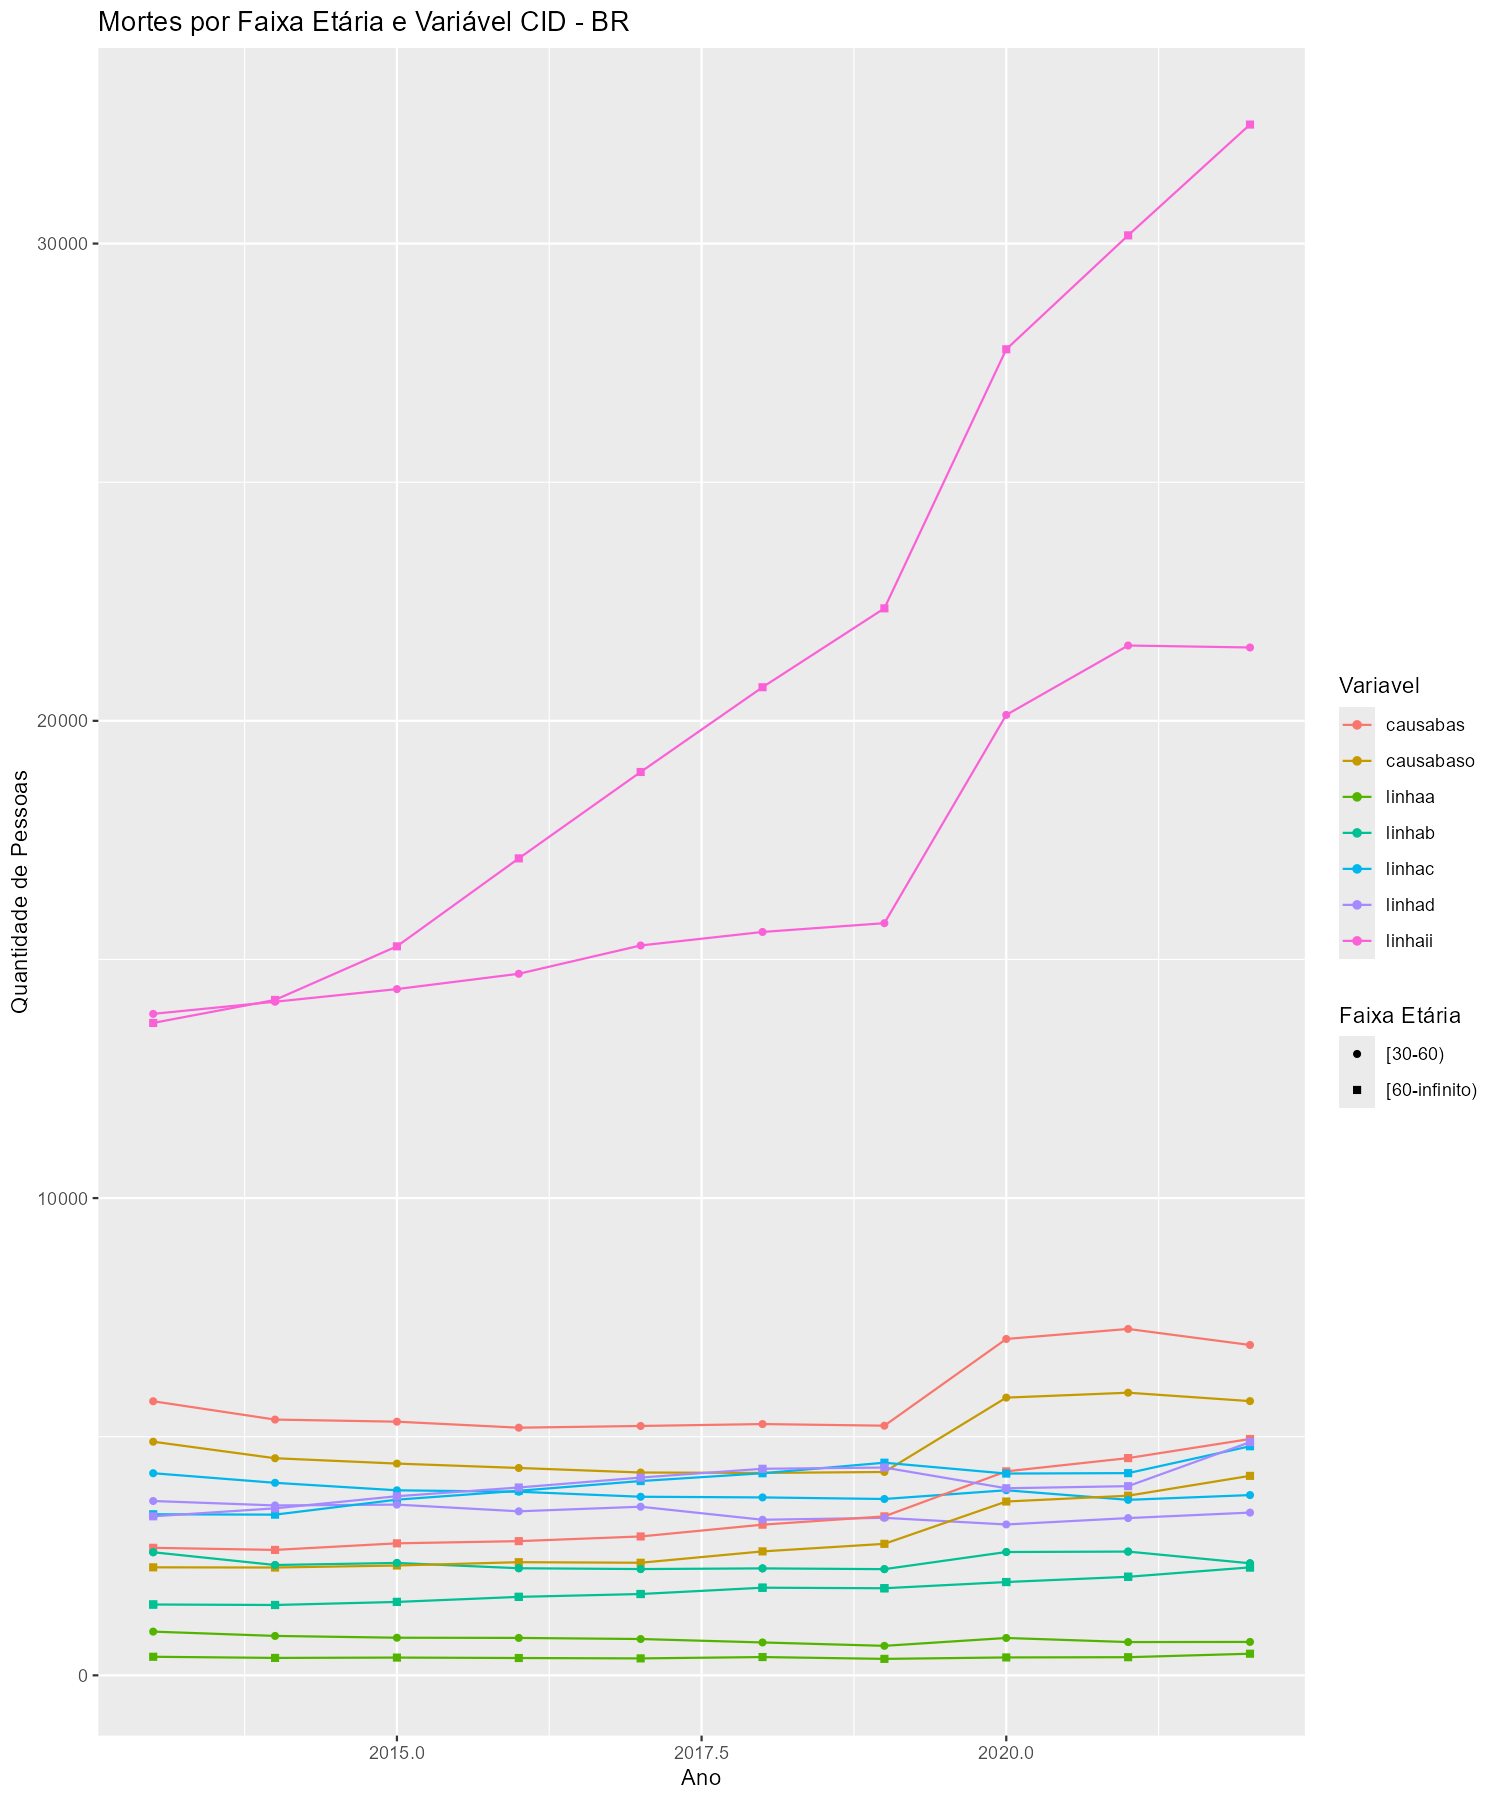 Mortes por Faixa Etária e Variável CID - BR
Quantidade de Pessoas
30000
20000
10000
0
2015.0
2017.5
2020.0
Ano
Variavel
causabas
causabaso
linhaa
linhab
linhac
linhad
linhaii
Faixa Etária
[30-60)
[60-infinito)